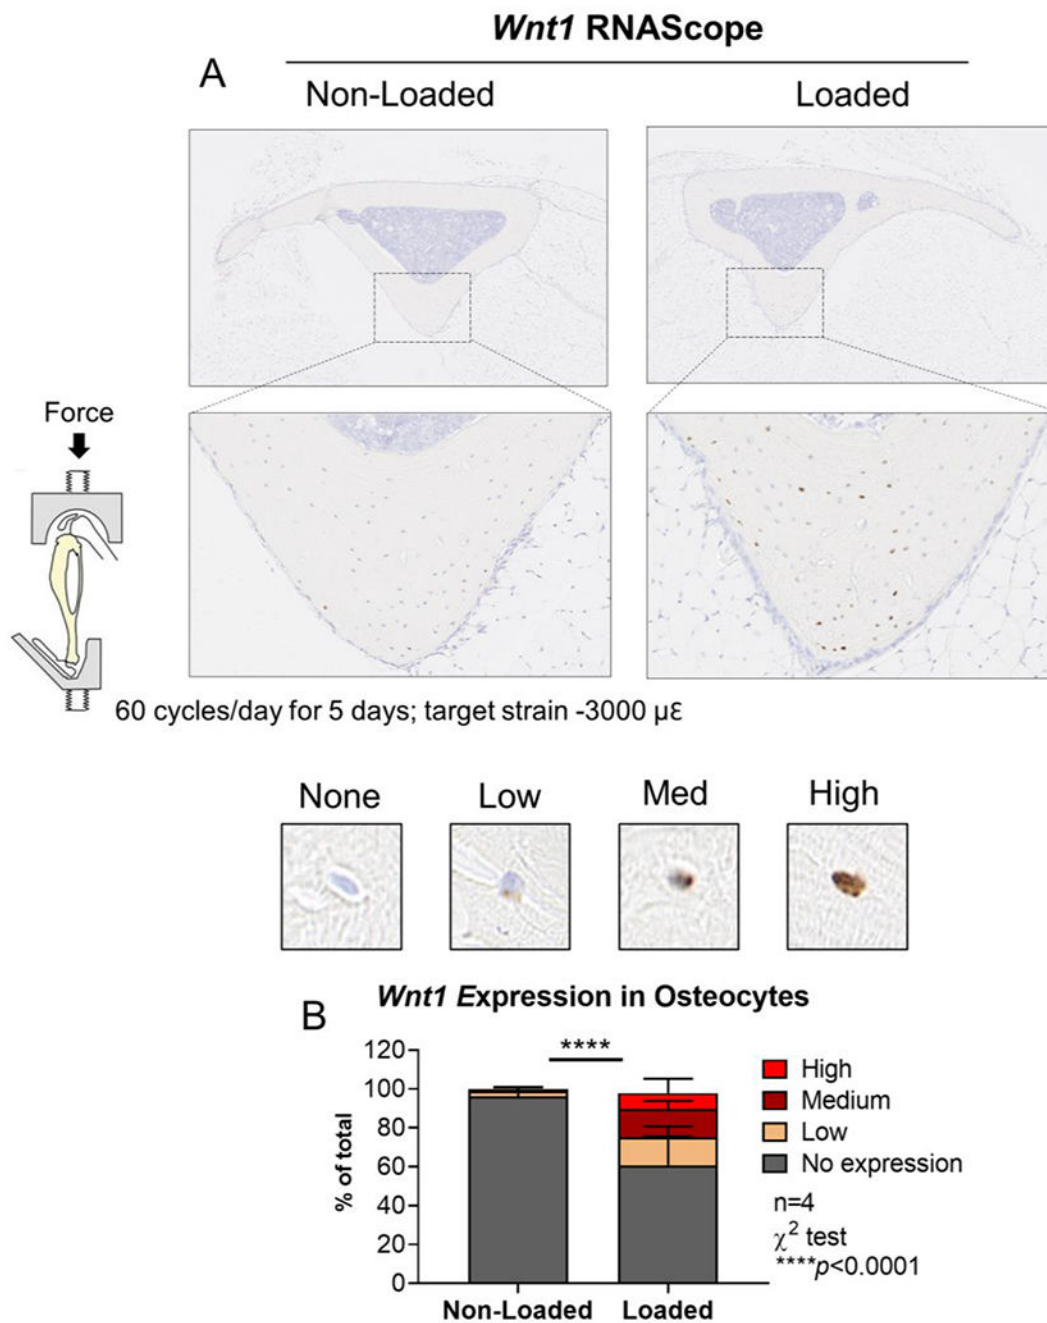 Wnt1 RNAScope
A
Non-Loaded Loaded
Force
60 cycles/day for 5 days; target strain -3000 µƐ
None Low Med High
B Wnt1 Expression in Osteocytes
****
120
100
80
60
40
20
0
% of total
Non-Loaded Loaded
High
Medium
Low
No expression
n=4
χ² test
****p<0.0001